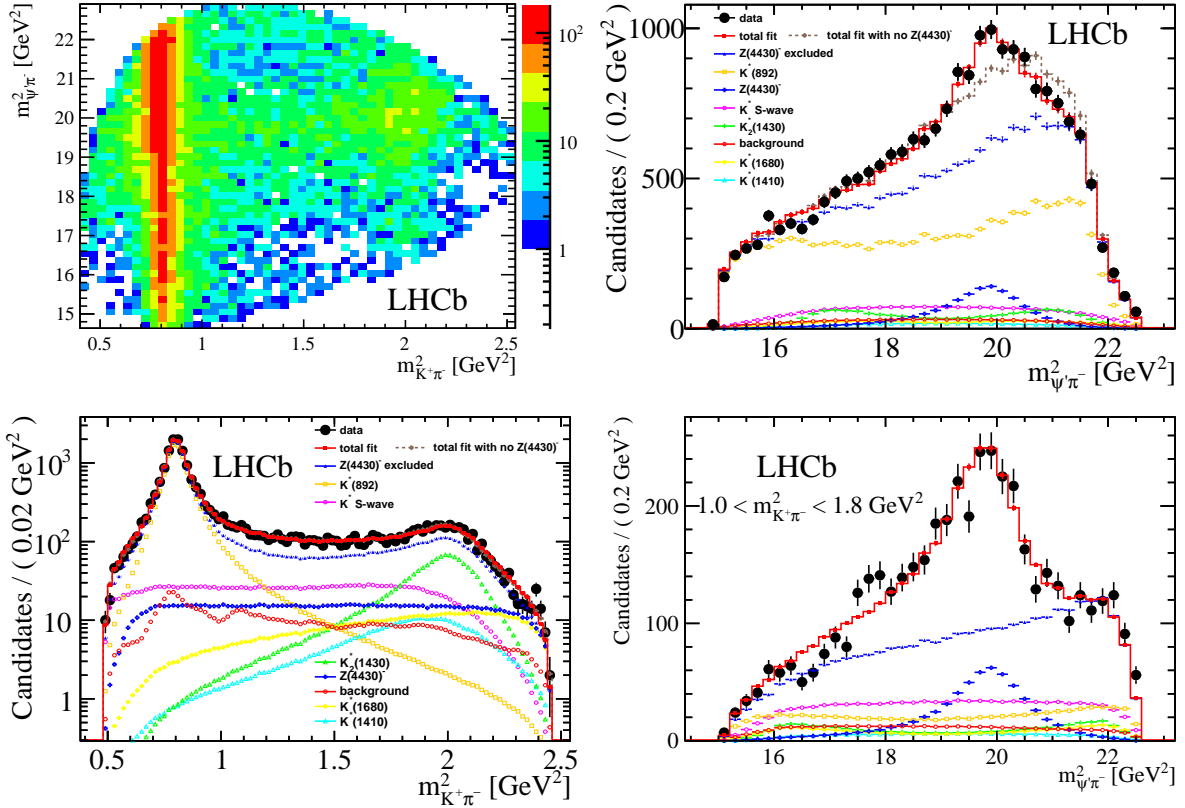 m²ψ'π⁻ [GeV²]
22
21
20
19
18
17
16
15
LHCb
0.5 1 1.5 2 2.5
m²K⁺π⁻ [GeV²]
10²
10
1
Candidates / ( 0.2 GeV² )
1000
500
0
data
total fit
total fit with no Z(4430)⁻
Z(4430)⁻ excluded
K*(892)
Z(4430)⁻
K* S-wave
K*₂(1430)
background
K*(1680)
K*(1410)
LHCb
16 18 20 22
m²ψ'π⁻ [GeV²]
Candidates / ( 0.02 GeV² )
10³
10²
10
1
data
total fit
total fit with no Z(4430)⁻
Z(4430)⁻ excluded
K*(892)
K* S-wave
LHCb
K*₂(1430)
Z(4430)⁻
background
K*(1680)
K*(1410)
0.5 1 1.5 2 2.5
m²K⁺π⁻ [GeV²]
Candidates / ( 0.2 GeV² )
200
100
0
LHCb
1.0 < m²K⁺π⁻ < 1.8 GeV²
16 18 20 22
m²ψ'π⁻ [GeV²]